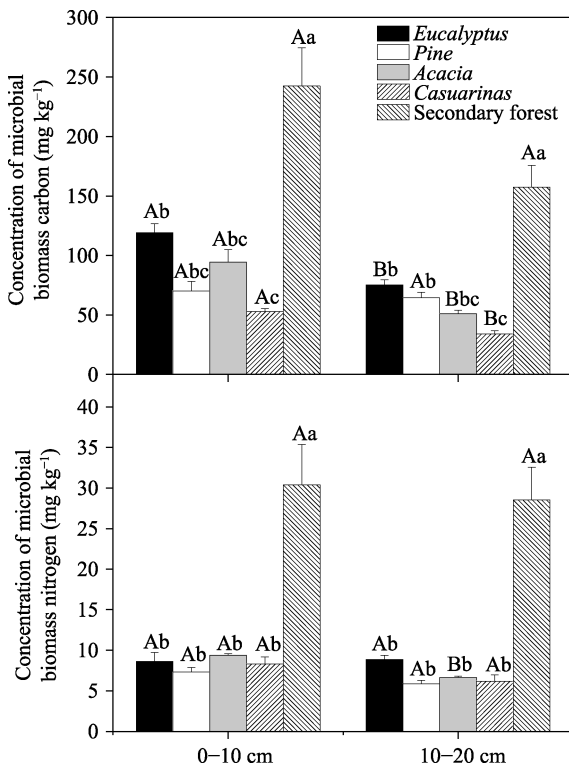 Concentration of microbial
biomass carbon (mg kg⁻¹)
300
250
200
150
100
50
0
Eucalyptus
Pine
Acacia
Casuarinas
Secondary forest
Ab
Abc
Abc
Ac
Aa
Bb
Ab
Bbc
Bc
Aa
Concentration of microbial
biomass nitrogen (mg kg⁻¹)
40
35
30
25
20
15
10
5
0
Ab
Ab
Ab
Ab
Aa
Ab
Ab
Bb
Ab
Aa
0−10 cm
10−20 cm